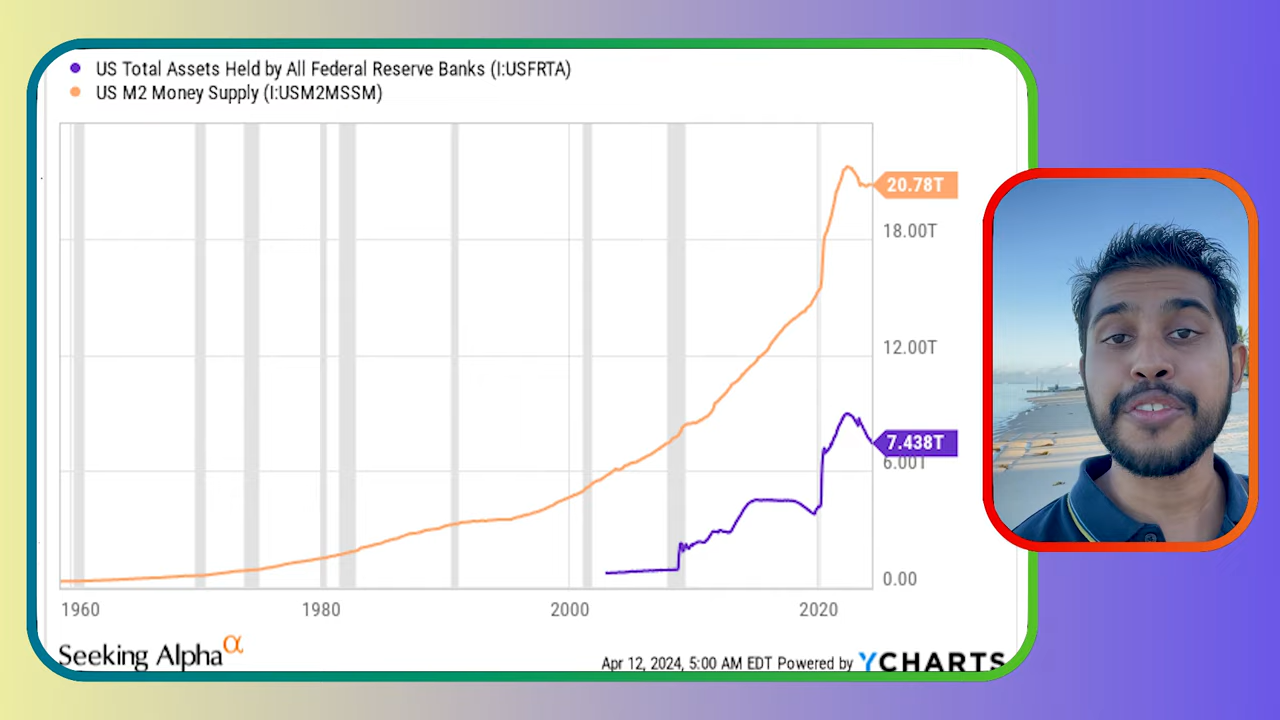 US Total Assets Held by All Federal Reserve Banks (I:USFRTA)
US M2 Money Supply (I:USM2MSSM)
20.78T
18.00T
12.00T
7.438T
6.00T
0.00
1960 1980 2000 2020
Seeking Alpha α
Apr 12, 2024, 5:00 AM EDT Powered by YCHARTS